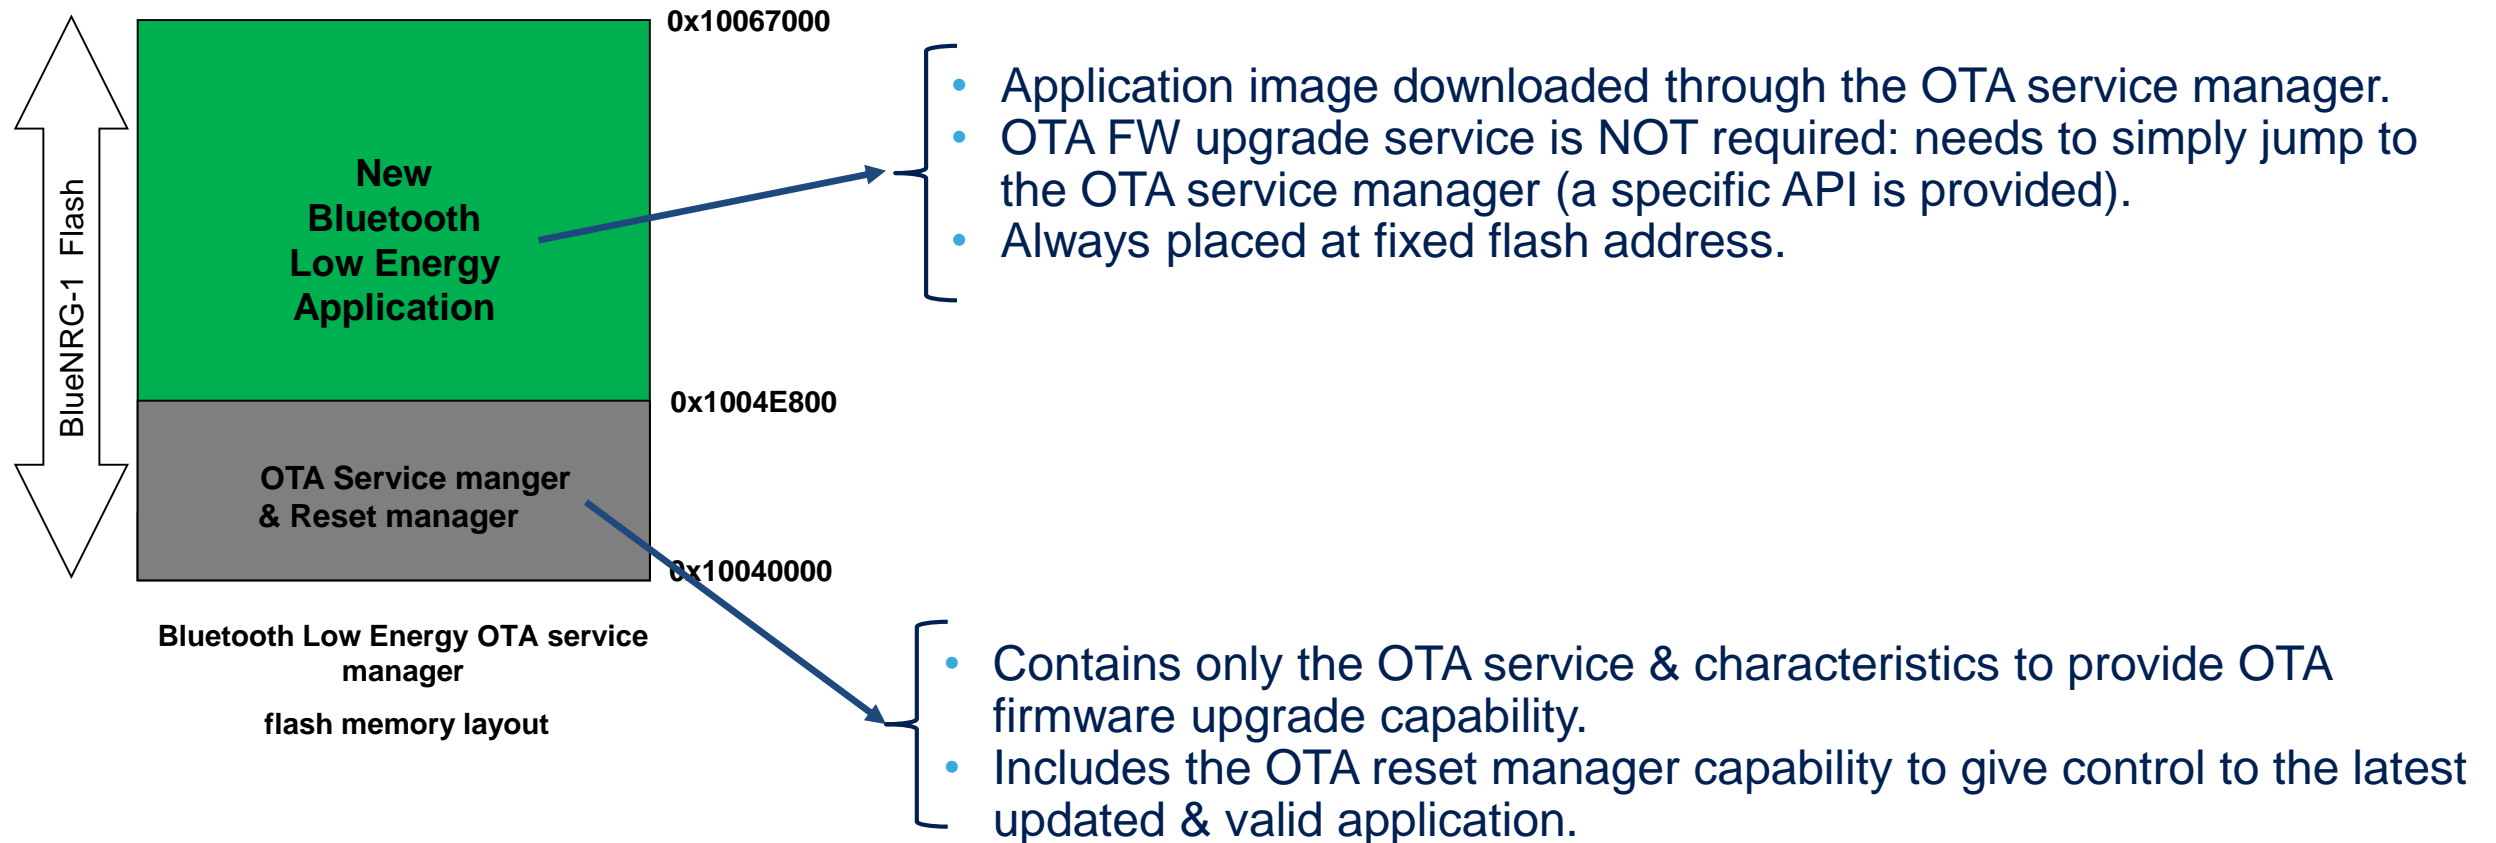 0x10067000
BlueNRG-1 Flash
New
Bluetooth
Low Energy
Application
0x1004E800
OTA Service manger
& Reset manager
0x10040000
Bluetooth Low Energy OTA service
manager
flash memory layout
• Application image downloaded through the OTA service manager.
• OTA FW upgrade service is NOT required: needs to simply jump to
the OTA service manager (a specific API is provided).
• Always placed at fixed flash address.
• Contains only the OTA service & characteristics to provide OTA
firmware upgrade capability.
• Includes the OTA reset manager capability to give control to the latest
updated & valid application.